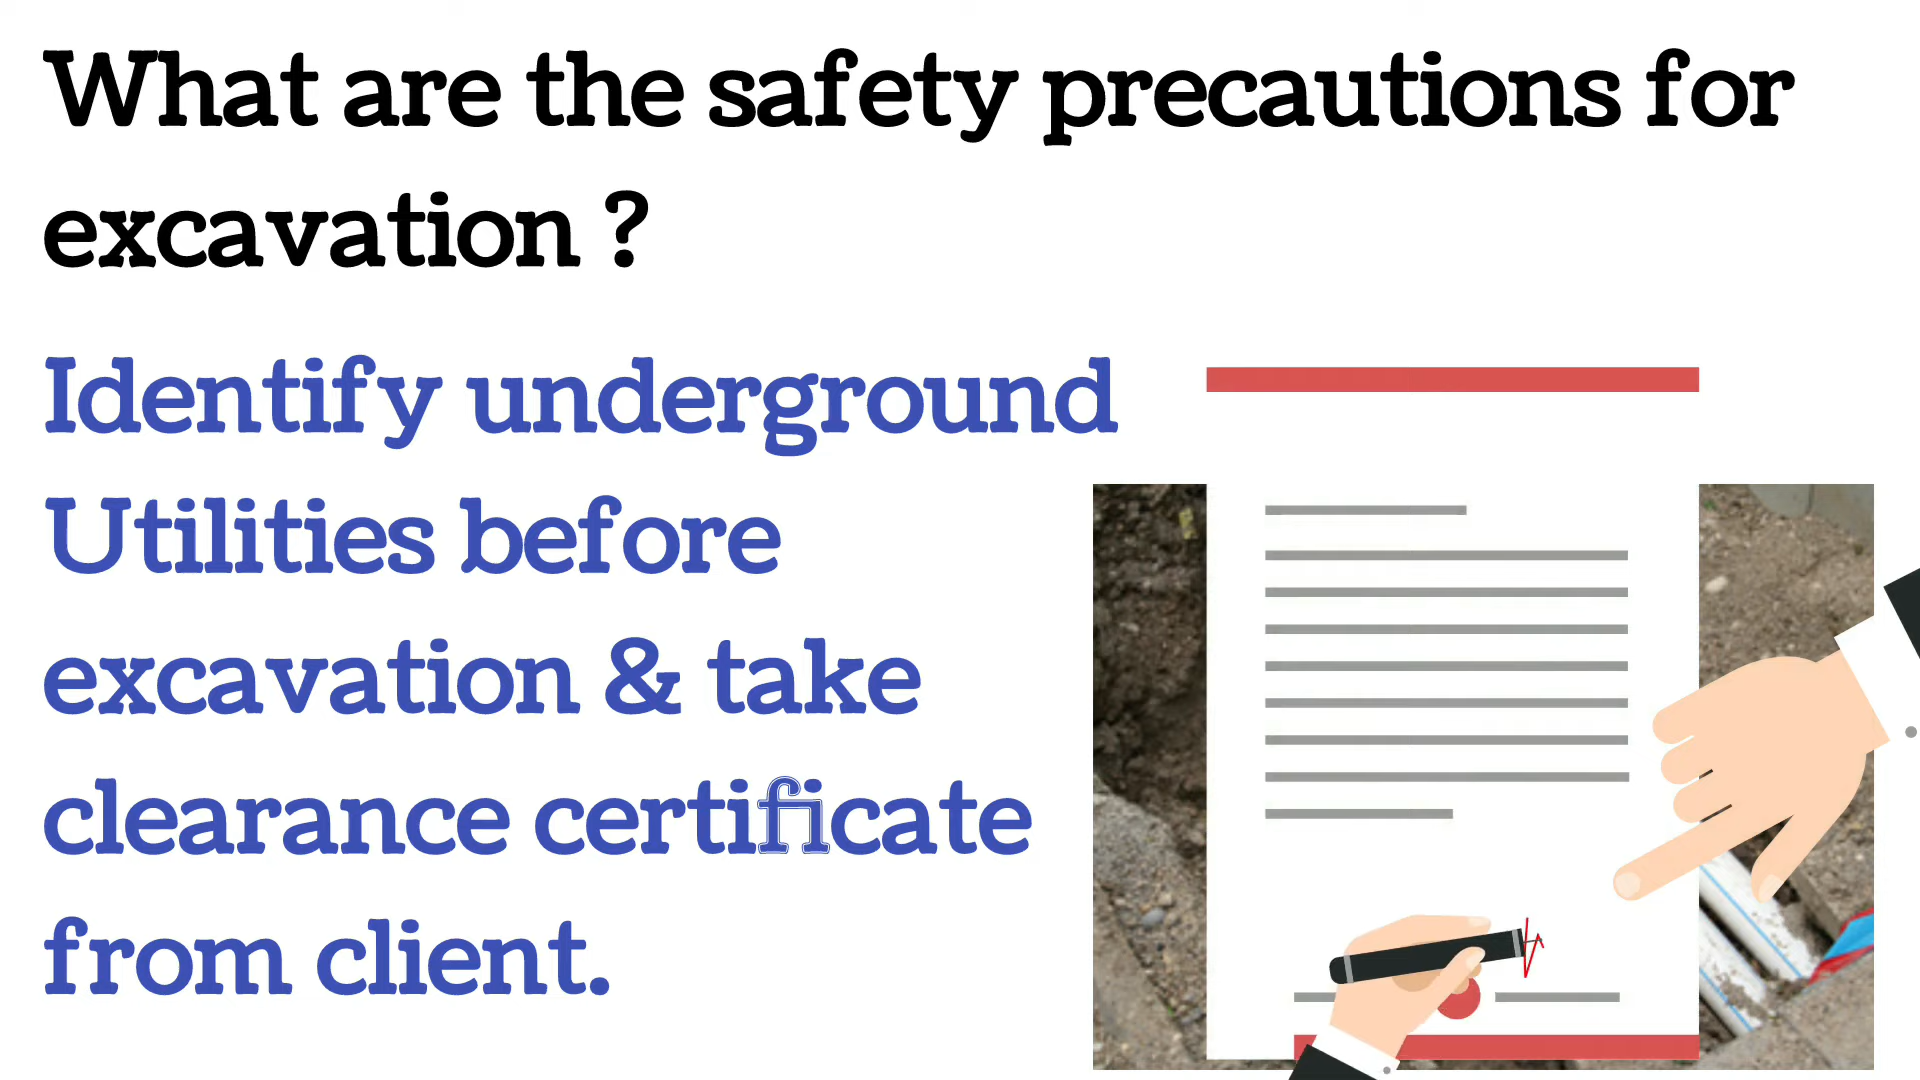 What are the safety precautions for
excavation ?
Identify underground
Utilities before
excavation & take
clearance certificate
from client.